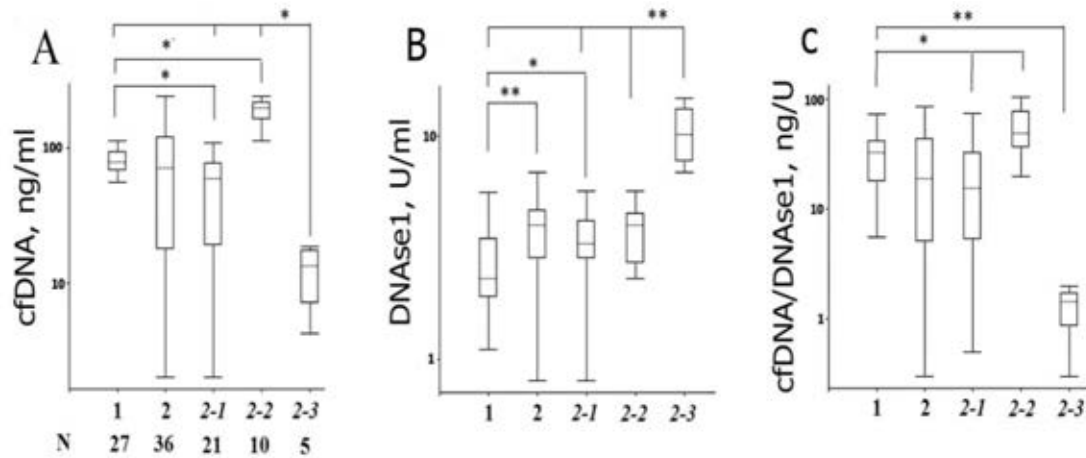 A
cfDNA, ng/ml
100
10
*
*
*
1 2 2-1 2-2 2-3
N 27 36 21 10 5
B
DNAse1, U/ml
10
1
**
*
**
1 2 2-1 2-2 2-3
C
cfDNA/DNAse1, ng/U
100
10
1
**
*
1 2 2-1 2-2 2-3